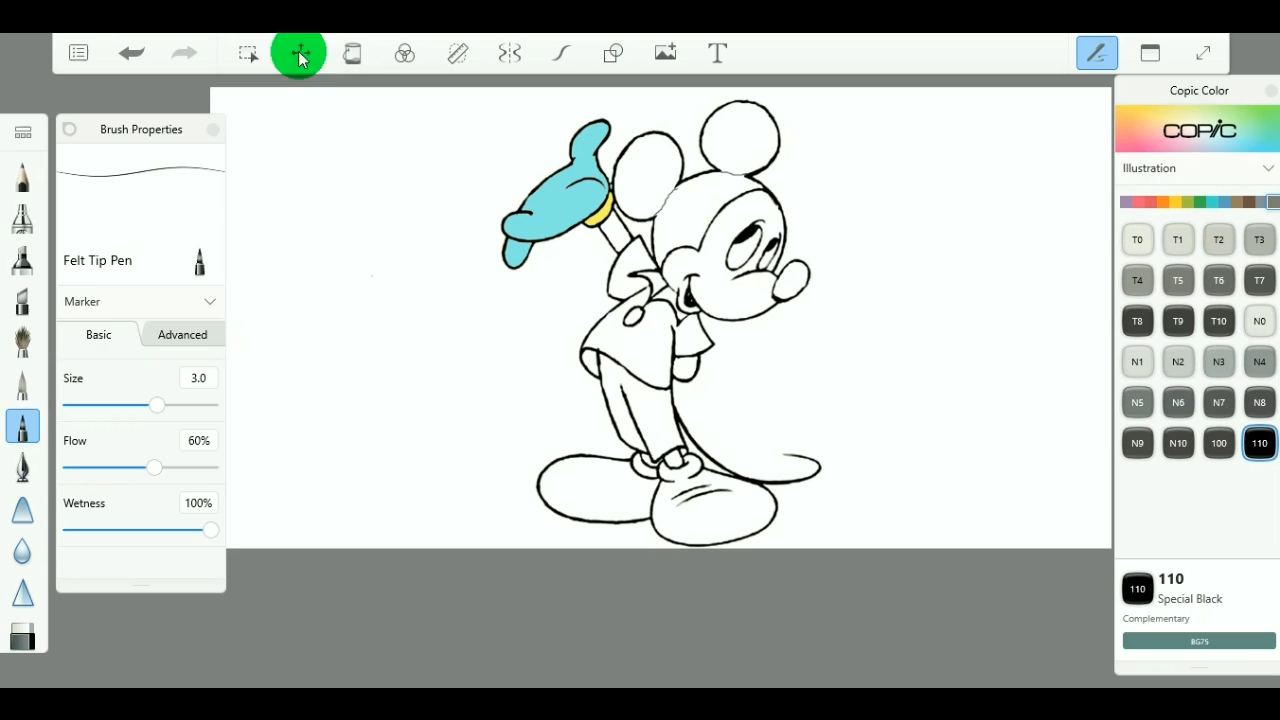 T
Brush Properties
Felt Tip Pen
Marker
Basic
Advanced
Size
3.0
Flow
60%
Wetness
100%
Copic Color
COPIC
Illustration
T0 T1 T2 T3
T4 T5 T6 T7
T8 T9 T10 N0
N1 N2 N3 N4
N5 N6 N7 N8
N9 N10 100 110
110
110
Special Black
Complementary
BG75